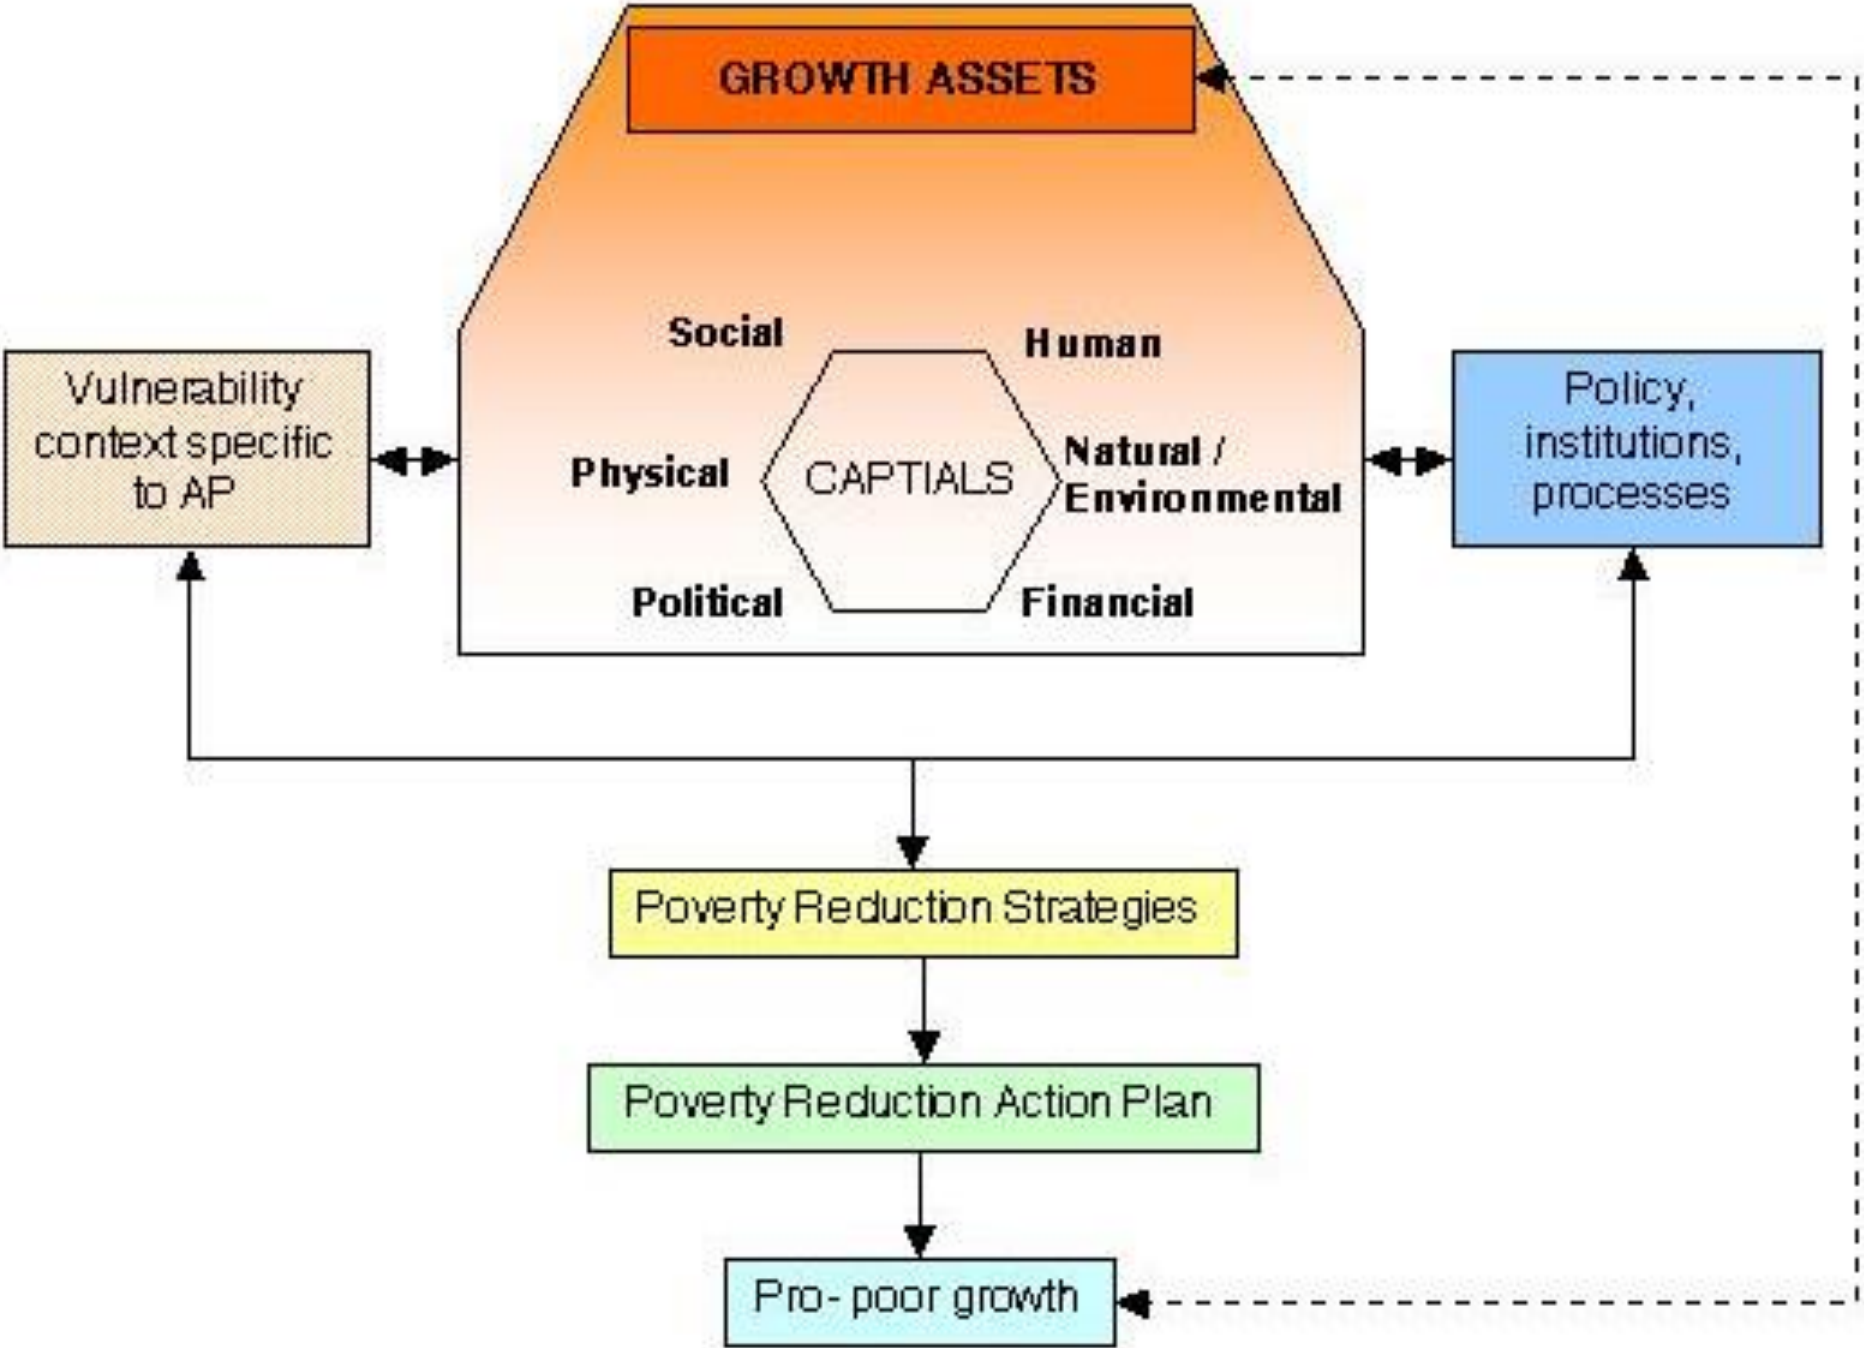 GROWTH ASSETS
Social
Human
Vulnerability
context specific
to AP
Physical
CAPTIALS
Natural /
Environmental
Policy,
institutions,
processes
Political
Financial
Poverty Reduction Strategies
Poverty Reduction Action Plan
Pro- poor growth